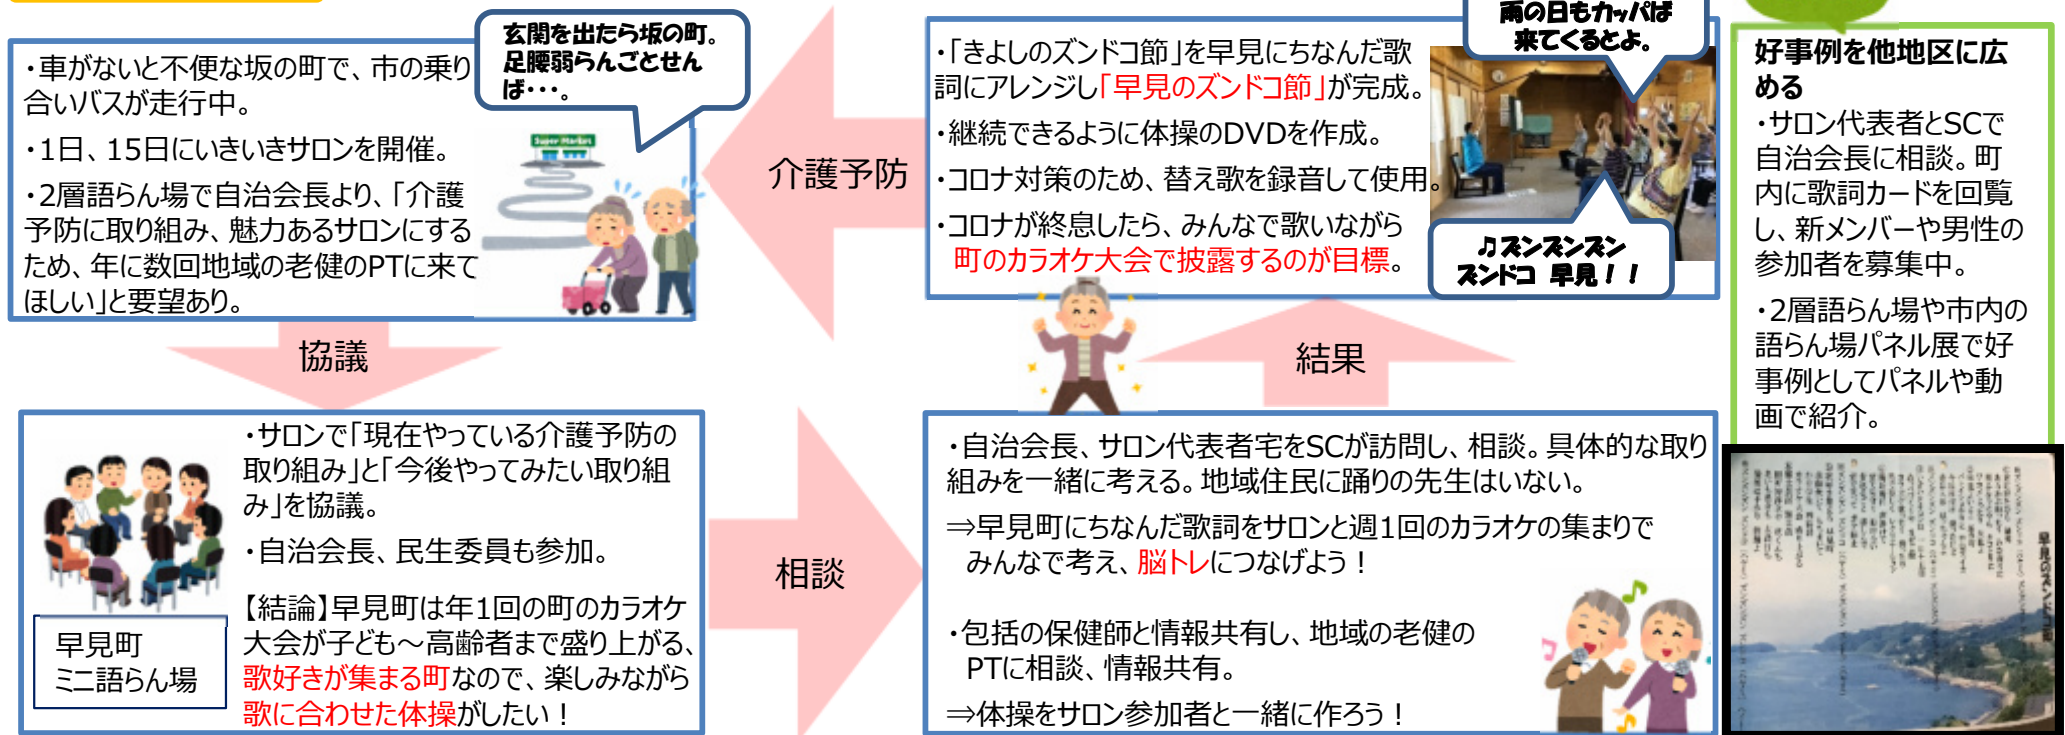 ・車がないと不便な坂の町で、市の乗り
合いバスが走行中。
・1日、15日にいきいきサロンを開催。
・2層語らん場で自治会長より、「介護
予防に取り組み、魅力あるサロンにする
ため、年に数回地域の老健のPTに来て
ほしい」と要望あり。
玄関を出たら坂の町。
足腰弱らんごとせん
ば・・・。
Super Market
協議
早見町
ミニ語らん場
・サロンで「現在やっている介護予防の
取り組み」と「今後やってみたい取り組
み」を協議。
・自治会長、民生委員も参加。
【結論】早見町は年1回の町のカラオケ
大会が子ども～高齢者まで盛り上がる、
歌好きが集まる町なので、楽しみながら
歌に合わせた体操がしたい！
相談
・自治会長、サロン代表者宅をSCが訪問し、相談。具体的な取り
組みを一緒に考える。地域住民に踊りの先生はいない。
⇒早見町にちなんだ歌詞をサロンと週1回のカラオケの集まりで
みんなで考え、脳トレにつなげよう！
・包括の保健師と情報共有し、地域の老健の
PTに相談、情報共有。
⇒体操をサロン参加者と一緒に作ろう！
結果
・「きよしのズンドコ節」を早見にちなんだ歌
詞にアレンジし「早見のズンドコ節」が完成。
・継続できるように体操のDVDを作成。
・コロナ対策のため、替え歌を録音して使用。
・コロナが終息したら、みんなで歌いながら
町のカラオケ大会で披露するのが目標。
雨の日もカッパば
来てくるとよ。
♫ズンズンズン
ズンドコ 早見！！
介護予防
好事例を他地区に広
める
・サロン代表者とSCで
自治会長に相談。町
内に歌詞カードを回覧
し、新メンバーや男性の
参加者を募集中。
・2層語らん場や市内の
語らん場パネル展で好
事例としてパネルや動
画で紹介。
早見のズンドコ節